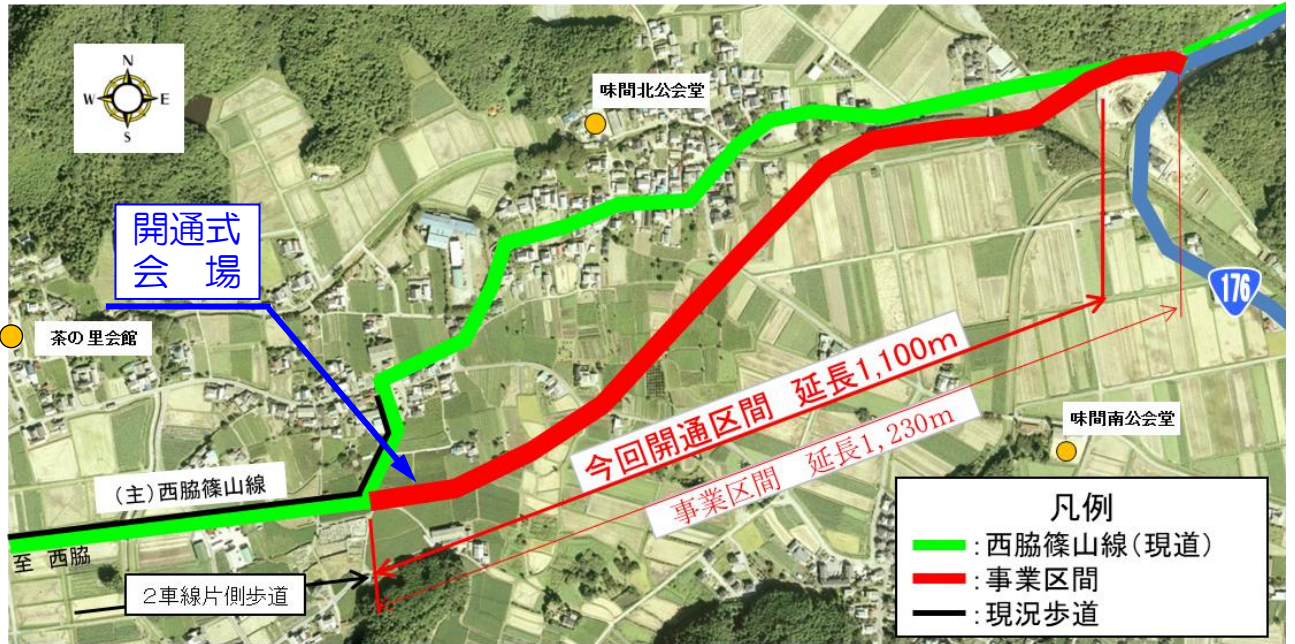 N
W E
S
味間北公会堂
開通式
会 場
176
茶の里会館
今回開通区間 延長1,100m
味間南公会堂
事業区間 延長1,230m
(主)西脇篠山線
至 西脇
2車線片側歩道
凡例
:西脇篠山線(現道)
:事業区間
:現況歩道